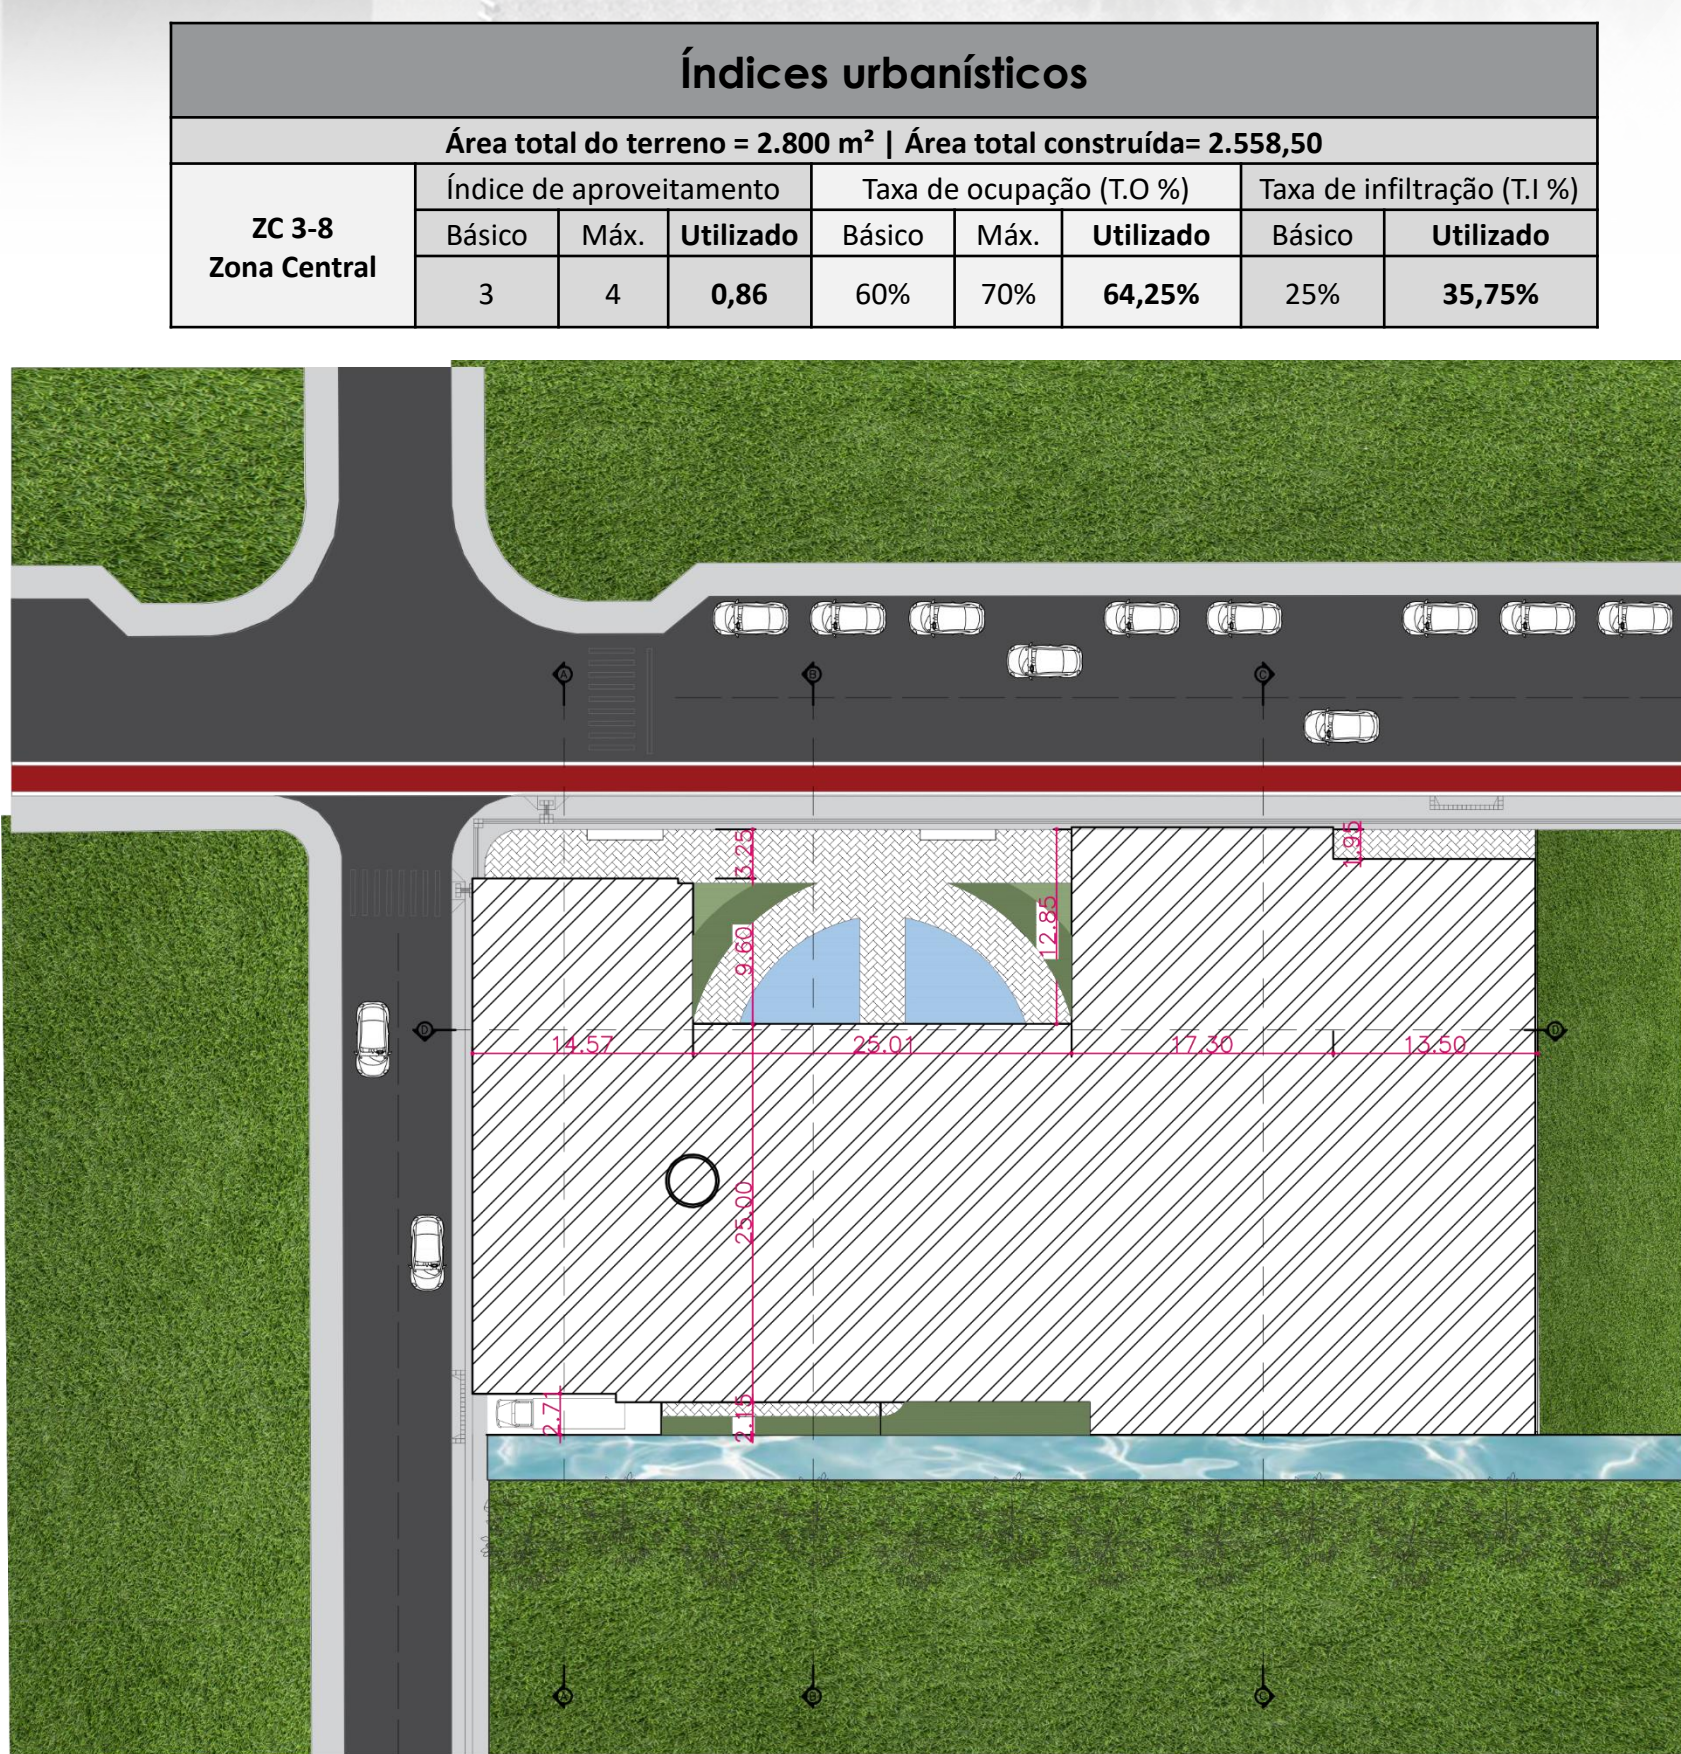 Índices urbanísticos
Área total do terreno = 2.800 m² | Área total construída= 2.558,50
ZC 3-8
Zona Central
Índice de aproveitamento
Taxa de ocupação (T.O %)
Taxa de infiltração (T.I %)
Básico
Máx.
Utilizado
Básico
Máx.
Utilizado
Básico
Utilizado
3
4
0,86
60%
70%
64,25%
25%
35,75%
A
B
C
3.25
1.95
12.85
9.60
D
D
14.57
25.01
17.30
13.50
25.00
2.71
2.15
A
B
C